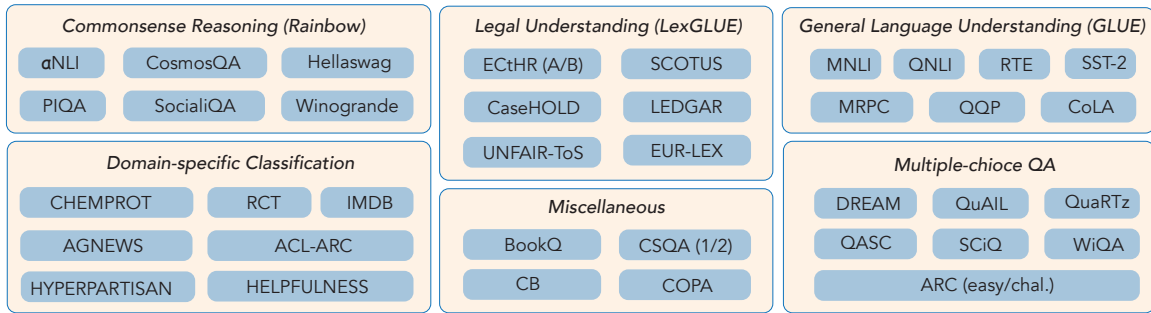 Commonsense Reasoning (Rainbow)
αNLI CosmosQA Hellaswag
PIQA SocialiQA Winogrande
Legal Understanding (LexGLUE)
ECtHR (A/B) SCOTUS
CaseHOLD LEDGAR
UNFAIR-ToS EUR-LEX
General Language Understanding (GLUE)
MNLI QNLI RTE SST-2
MRPC QQP CoLA
Domain-specific Classification
CHEMPROT RCT IMDB
AGNEWS ACL-ARC
HYPERPARTISAN HELPFULNESS
Miscellaneous
BookQ CSQA (1/2)
CB COPA
Multiple-chioce QA
DREAM QuAIL QuaRTz
QASC SCiQ WiQA
ARC (easy/chal.)